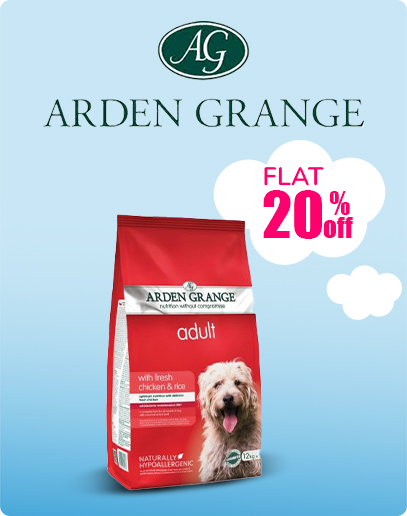 AG
ARDEN GRANGE
FLAT
20%
off
AG
ARDEN GRANGE
nutrition without compromise
adult
with fresh
chicken & rice
NATURALLY
HYPOALLERGENIC
12kg